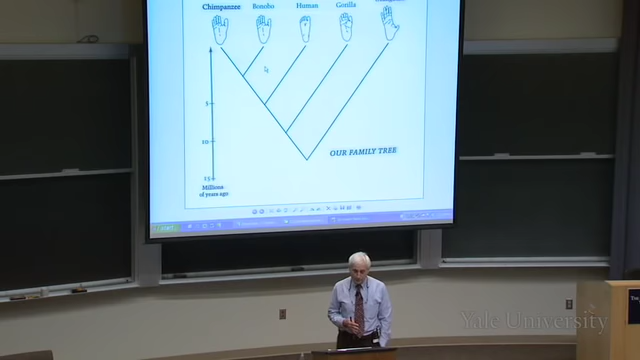 Chimpanzee Bonobo Human Gorilla
5
10
15
Millions
of years ago
OUR FAMILY TREE
Yale University